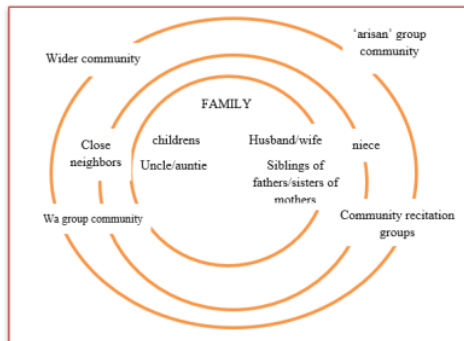 'arisan' group
community
Wider community
FAMILY
Close
neighbors
childrens
Husband/wife
niece
Uncle/auntie
Siblings of
fathers/sisters of
mothers
Wa group community
Community recitation
groups